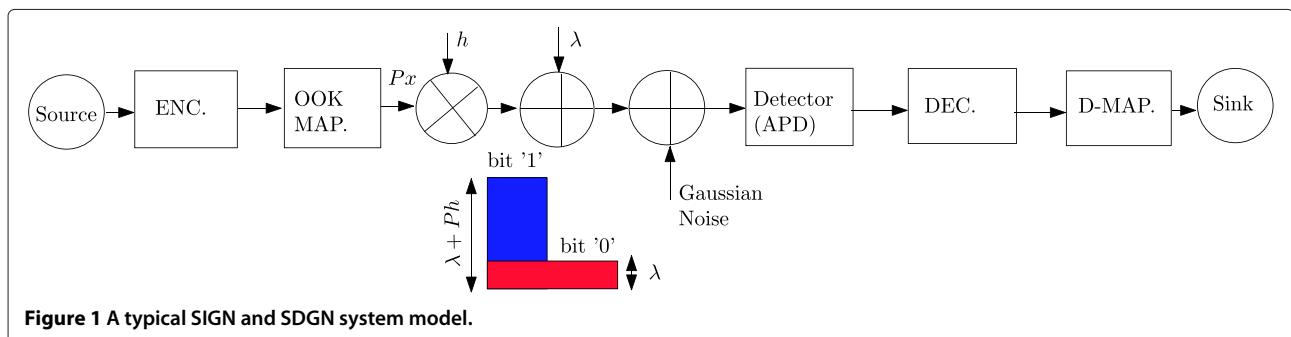 h
λ
Px
Source
ENC.
OOK
MAP.
Detector
(APD)
DEC.
D-MAP.
Sink
bit '1'
Gaussian
Noise
λ + Ph
bit '0'
λ
Figure 1 A typical SIGN and SDGN system model.